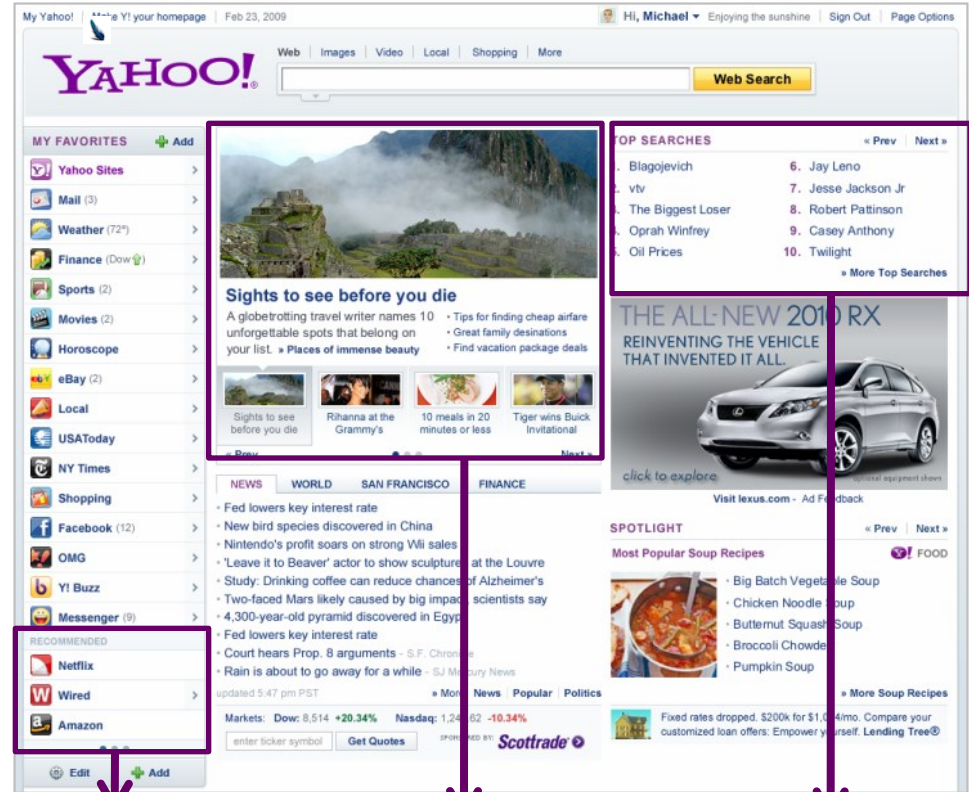 My Yahoo! | Make Y! your homepage | Feb 23, 2009
Hi, Michael Enjoying the sunshine | Sign Out | Page Options
YAHOO!®
Web | Images | Video | Local | Shopping | More
Web Search
MY FAVORITES Add
Yahoo Sites
Mail (3)
Weather (72°)
Finance (Dow)
Sports (2)
Movies (2)
Horoscope
eBay (2)
Local
USAToday
NY Times
Shopping
Facebook (12)
OMG
Y! Buzz
Messenger (9)
RECOMMENDED
Netflix
Wired
Amazon
Edit Add
Sights to see before you die
A globetrotting travel writer names 10
unforgettable spots that belong on
your list. » Places of immense beauty
• Tips for finding cheap airfare
• Great family desinations
• Find vacation package deals
Sights to see
before you die
Rihanna at the
Grammy's
10 meals in 20
minutes or less
Tiger wins Buick
Invitational
« Prev Next »
NEWS WORLD SAN FRANCISCO FINANCE
• Fed lowers key interest rate
• New bird species discovered in China
• Nintendo's profit soars on strong Wii sales
• 'Leave it to Beaver' actor to show sculpture at the Louvre
• Study: Drinking coffee can reduce chances of Alzheimer's
• Two-faced Mars likely caused by big impact scientists say
• 4,300-year-old pyramid discovered in Egypt
• Fed lowers key interest rate
• Court hears Prop. 8 arguments - S.F.
• Rain is about to go away for a while - SJ Mercury News
updated 5:47 pm PST
» More News | Popular | Politics
Markets: Dow: 8,514 +20.34% Nasdaq: -10.34%
enter ticker symbol Get Quotes
SPONSORED BY: Scottrade
TOP SEARCHES « Prev | Next »
Blagojevich
vtv
The Biggest Loser
Oprah Winfrey
Oil Prices
6. Jay Leno
7. Jesse Jackson Jr
8. Robert Pattinson
9. Casey Anthony
10. Twilight
» More Top Searches
THE ALL-NEW 2010 RX
REINVENTING THE VEHICLE
THAT INVENTED IT ALL.
click to explore
optional equipment shown
Visit lexus.com - Ad Feedback
SPOTLIGHT « Prev | Next »
Most Popular Soup Recipes
Y! FOOD
• Big Batch Vegetable Soup
• Chicken Noodle Soup
• Butternut Squash Soup
• Broccoli Chowder
• Pumpkin Soup
» More Soup Recipes
Fixed rates dropped. $200k for Compare your
customized loan offers: Empower yourself. Lending Tree®